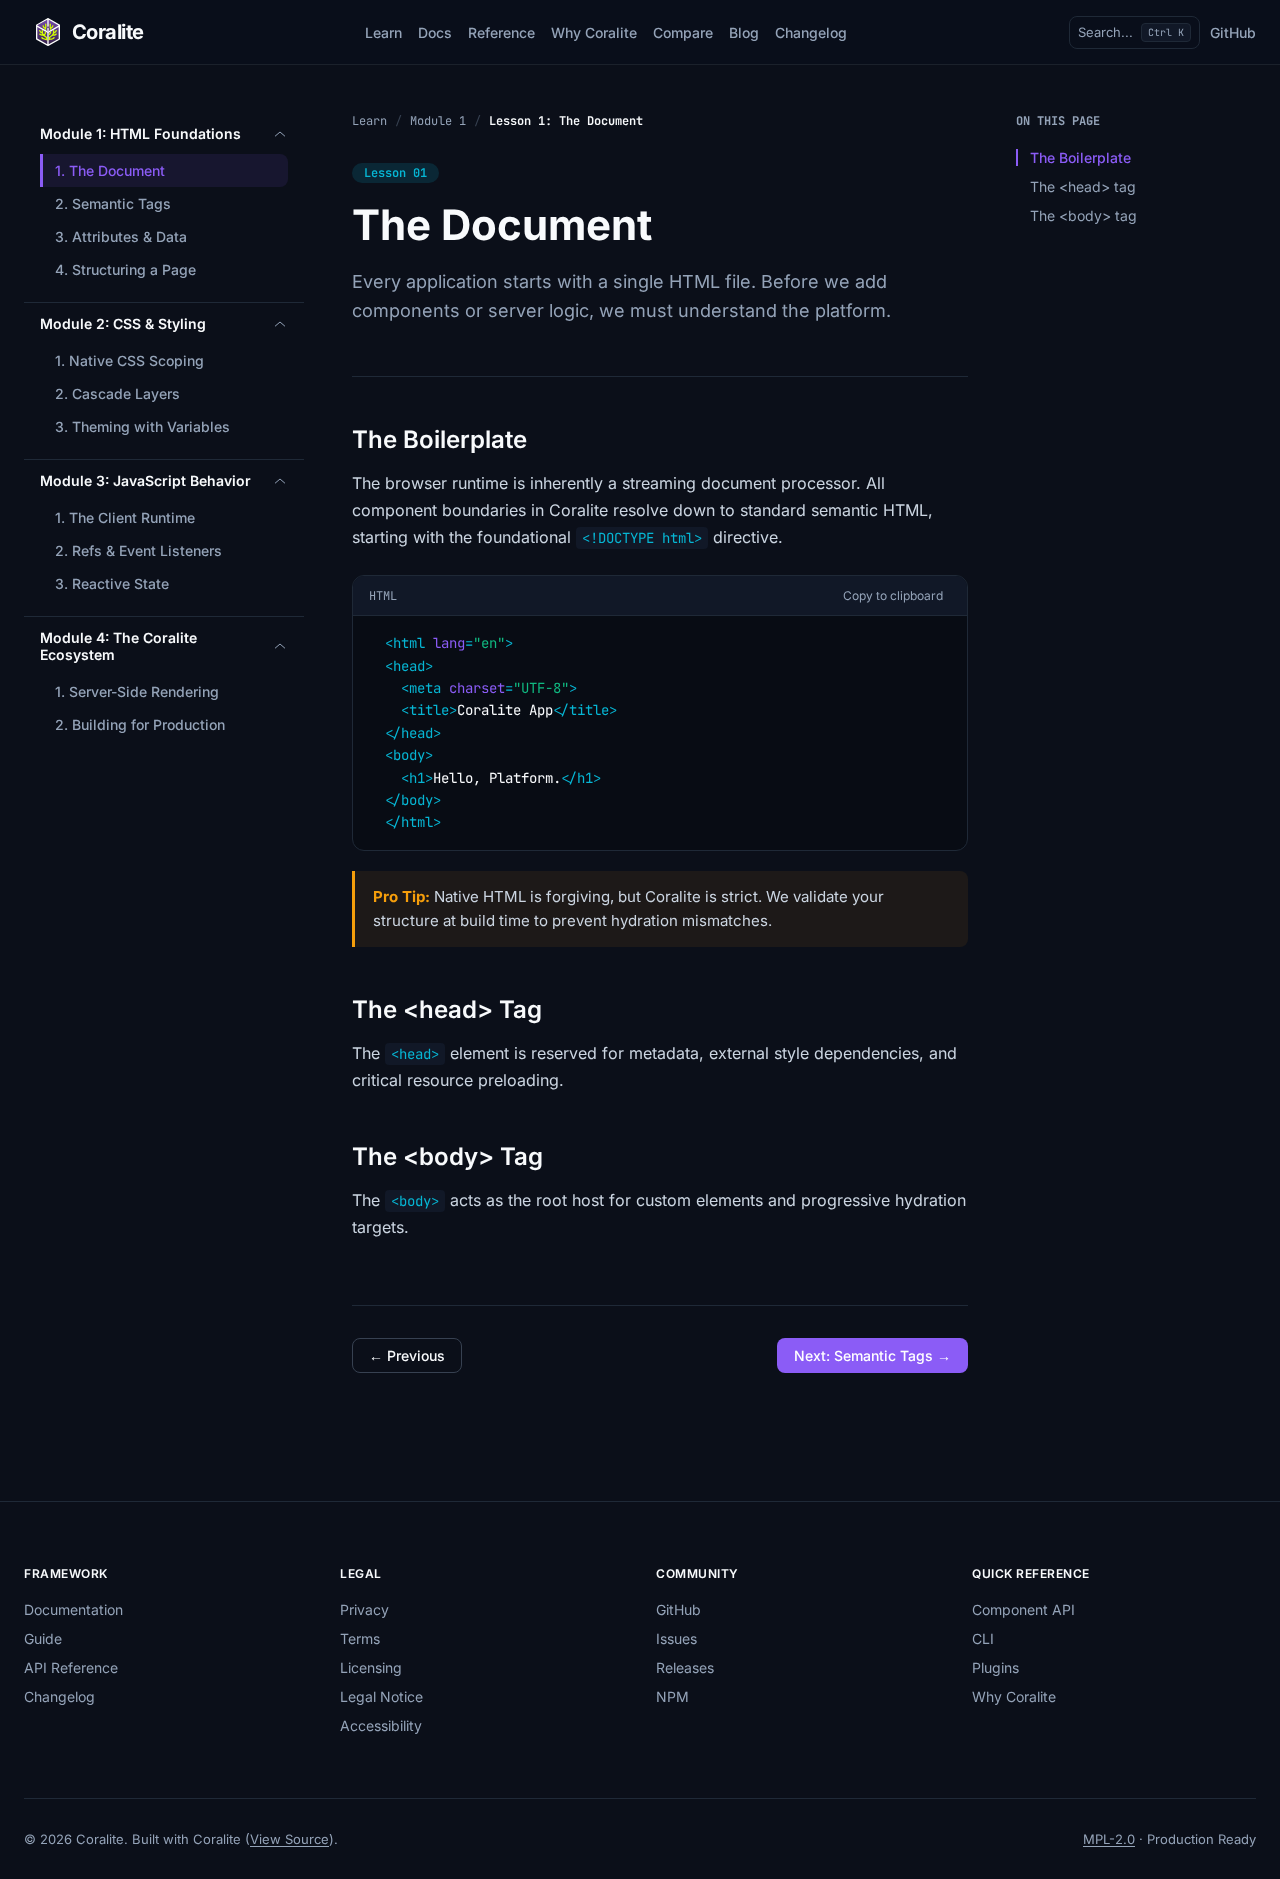 Coralite
Learn Docs Reference Why Coralite Compare Blog Changelog
Search... Ctrl K GitHub
Module 1: HTML Foundations
1. The Document
2. Semantic Tags
3. Attributes & Data
4. Structuring a Page
Module 2: CSS & Styling
1. Native CSS Scoping
2. Cascade Layers
3. Theming with Variables
Module 3: JavaScript Behavior
1. The Client Runtime
2. Refs & Event Listeners
3. Reactive State
Module 4: The Coralite
Ecosystem
1. Server-Side Rendering
2. Building for Production
Learn / Module 1 / Lesson 1: The Document
Lesson 01
The Document
Every application starts with a single HTML file. Before we add
components or server logic, we must understand the platform.
The Boilerplate
The browser runtime is inherently a streaming document processor. All
component boundaries in Coralite resolve down to standard semantic HTML,
starting with the foundational <!DOCTYPE html> directive.
HTML Copy to clipboard
<html lang="en">
<head>
<meta charset="UTF-8">
<title>Coralite App</title>
</head>
<body>
<h1>Hello, Platform.</h1>
</body>
</html>
Pro Tip: Native HTML is forgiving, but Coralite is strict. We validate your
structure at build time to prevent hydration mismatches.
The <head> Tag
The <head> element is reserved for metadata, external style dependencies, and
critical resource preloading.
The <body> Tag
The <body> acts as the root host for custom elements and progressive hydration
targets.
← Previous
Next: Semantic Tags →
ON THIS PAGE
The Boilerplate
The <head> tag
The <body> tag
FRAMEWORK
Documentation
Guide
API Reference
Changelog
LEGAL
Privacy
Terms
Licensing
Legal Notice
Accessibility
COMMUNITY
GitHub
Issues
Releases
NPM
QUICK REFERENCE
Component API
CLI
Plugins
Why Coralite
© 2026 Coralite. Built with Coralite (View Source).
MPL-2.0 · Production Ready